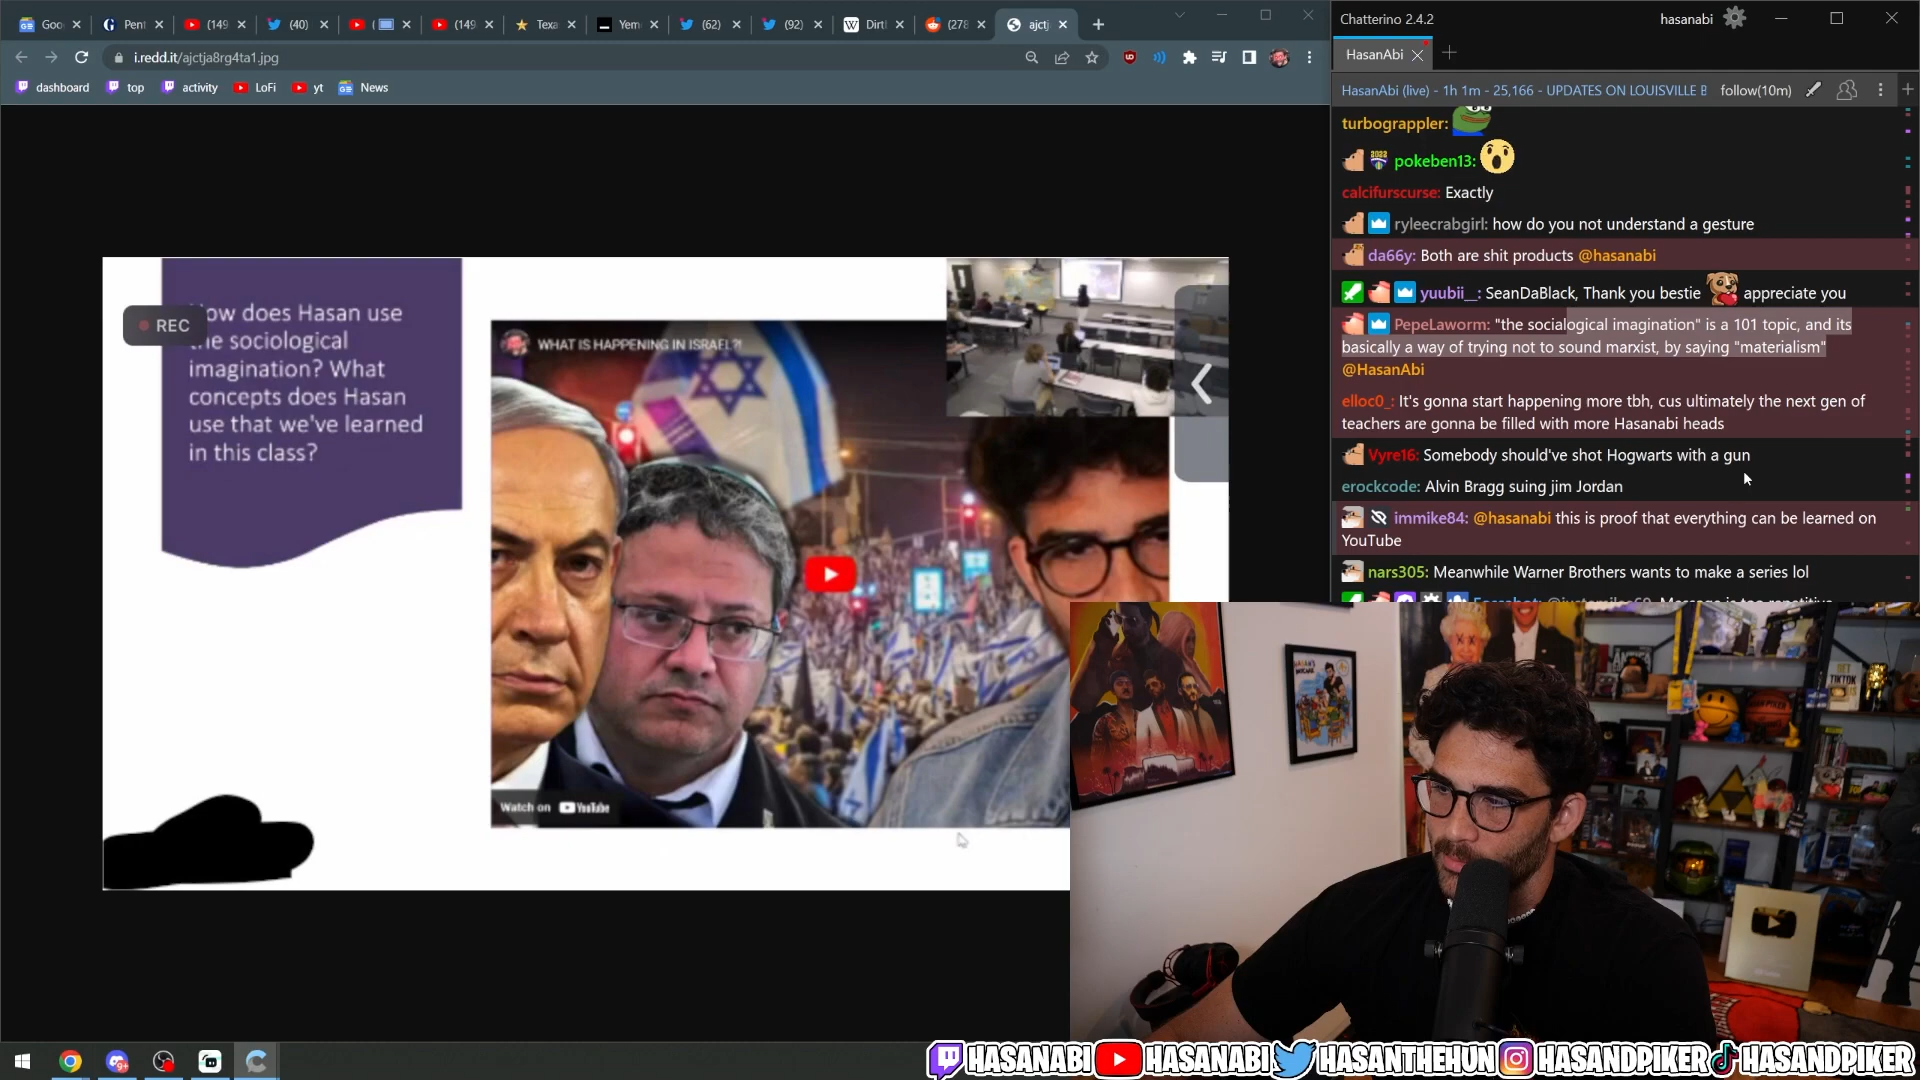 Goo
Pent
(149
(40)
(
(149
Texa
Yem
(62)
(92)
Dirt
(278
ajctj
i.redd.it/ajctja8rg4ta1.jpg
dashboard
top
activity
LoFi
yt
News
REC
How does Hasan use
the sociological
imagination? What
concepts does Hasan
use that we've learned
in this class?
WHAT IS HAPPENING IN ISRAEL?!
Watch on YouTube
Chatterino 2.4.2
hasanabi
HasanAbi
HasanAbi (live) - 1h 1m - 25,166 - UPDATES ON LOUISVILLE B
follow(10m)
turbograppler:
pokeben13:
calcifurscurse: Exactly
ryleecrabgirl: how do you not understand a gesture
da66y: Both are shit products @hasanabi
yuubii__: SeanDaBlack, Thank you bestie appreciate you
PepeLaworm: "the socialogical imagination" is a 101 topic, and its
basically a way of trying not to sound marxist, by saying "materialism"
@HasanAbi
elloc0_: It's gonna start happening more tbh, cus ultimately the next gen of
teachers are gonna be filled with more Hasanabi heads
Vyre16: Somebody should've shot Hogwarts with a gun
erockcode: Alvin Bragg suing jim Jordan
immike84: @hasanabi this is proof that everything can be learned on
YouTube
nars305: Meanwhile Warner Brothers wants to make a series lol
TIKTOK
HASANABI
HASANABI
HASANTHEHUN
HASANDPIKER
HASANDPIKER